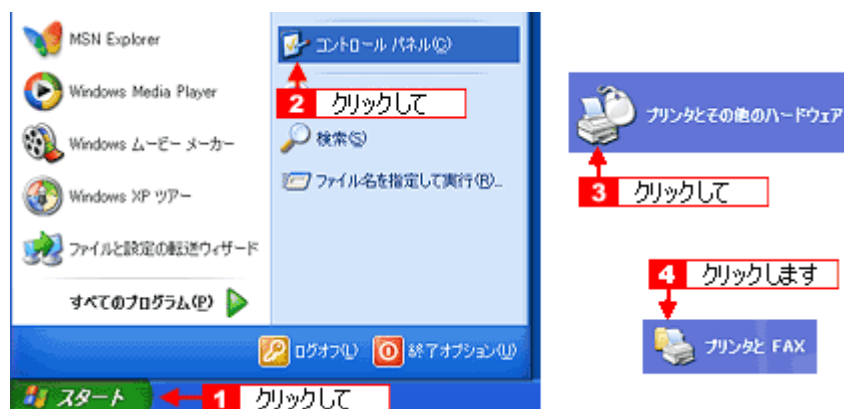 MSN Explorer
Windows Media Player
Windows ムービー メーカー
Windows XP ツアー
ファイルと設定の転送ウィザード
すべてのプログラム(P)
コントロール パネル(C)
2 クリックして
検索(S)
ファイル名を指定して実行(R)...
ログオフ(L)
終了オプション(U)
スタート
1 クリックして
プリンタとその他のハードウェア
3 クリックして
4 クリックします
プリンタと FAX